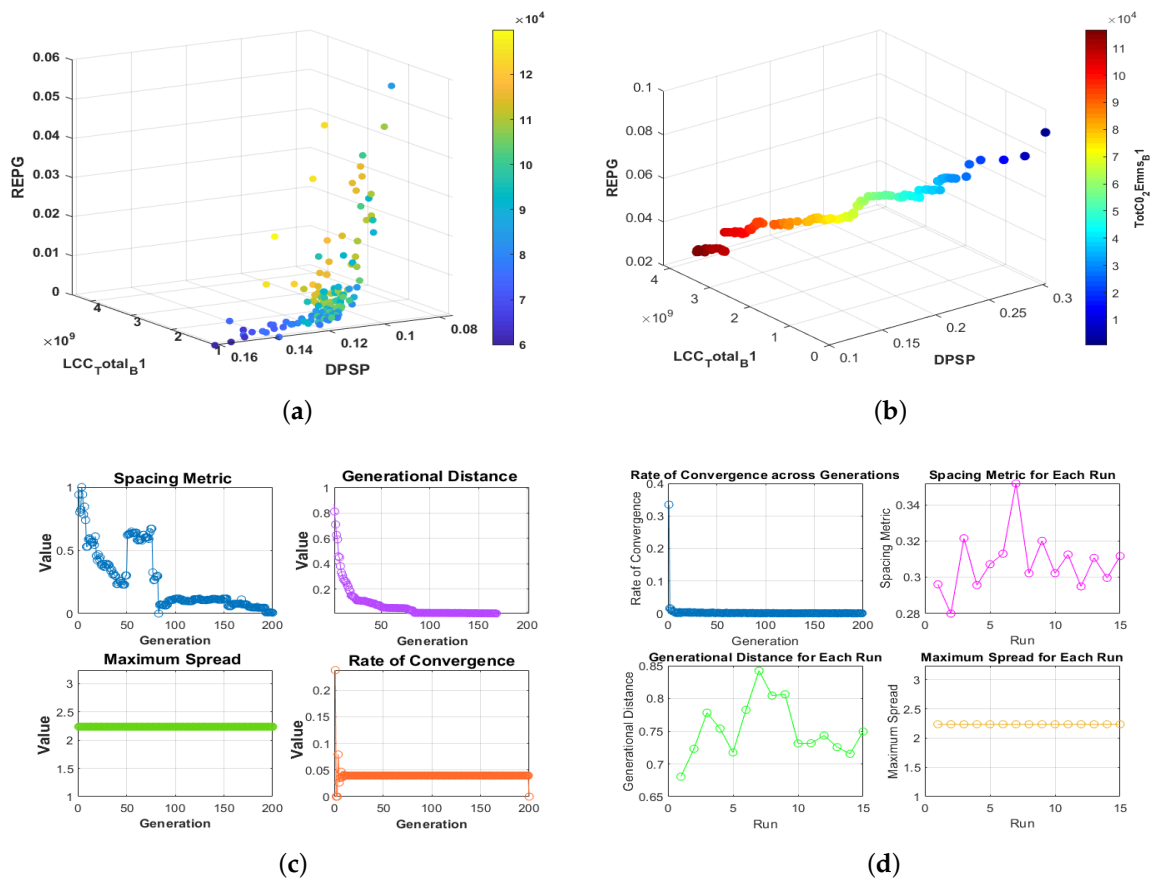 ×10⁴
0.06
0.05
0.04
0.03
0.02
0.01
0
REPG
4
3
2
1
×10⁹
LCC_Total_B1
0.16
0.14
0.12
0.1
0.08
DPSP
12
11
10
9
8
7
6
(a)
×10⁴
0.1
0.08
0.06
0.04
0.02
REPG
4
3
2
1
0
×10⁹
LCC_Total_B1
0.1
0.15
0.2
0.25
0.3
DPSP
11
10
9
8
7
6
5
4
3
2
1
TotC0₂Emns_B1
(b)
Spacing Metric
1
0.5
0
Value
0 50 100 150 200
Generation
Generational Distance
1
0.8
0.6
0.4
0.2
Value
0 50 100 150 200
Generation
Maximum Spread
3
2.5
2
1.5
1
Value
0 50 100 150 200
Generation
Rate of Convergence
0.2
0.15
0.1
0.05
0
Value
0 50 100 150 200
Generation
(c)
Rate of Convergence across Generations
0.4
0.3
0.2
0.1
0
Rate of Convergence
0 50 100 150 200
Generation
Spacing Metric for Each Run
0.34
0.32
0.3
0.28
Spacing Metric
0 5 10 15
Run
Generational Distance for Each Run
0.85
0.8
0.75
0.7
0.65
Generational Distance
0 5 10 15
Run
Maximum Spread for Each Run
3
2.5
2
1.5
1
Maximum Spread
0 5 10 15
Run
(d)